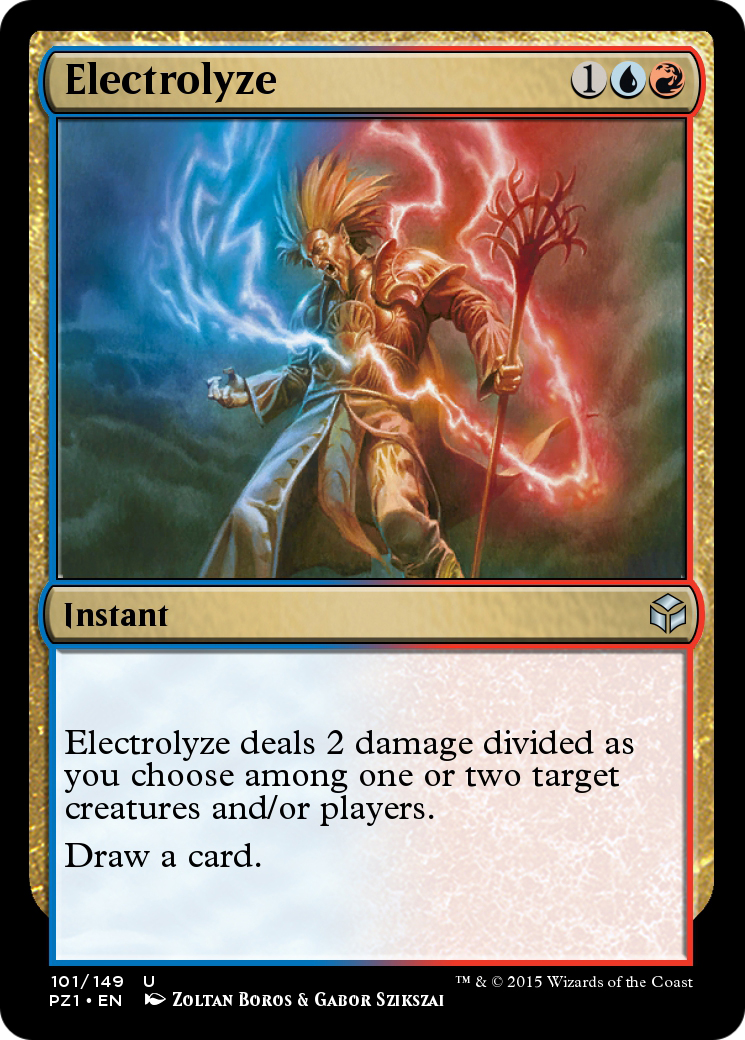 Electrolyze 1
Instant
Electrolyze deals 2 damage divided as
you choose among one or two target
creatures and/or players.
Draw a card.
101/149 U
PZ1 • EN Zoltan Boros & Gabor Szikszai
™ & © 2015 Wizards of the Coast